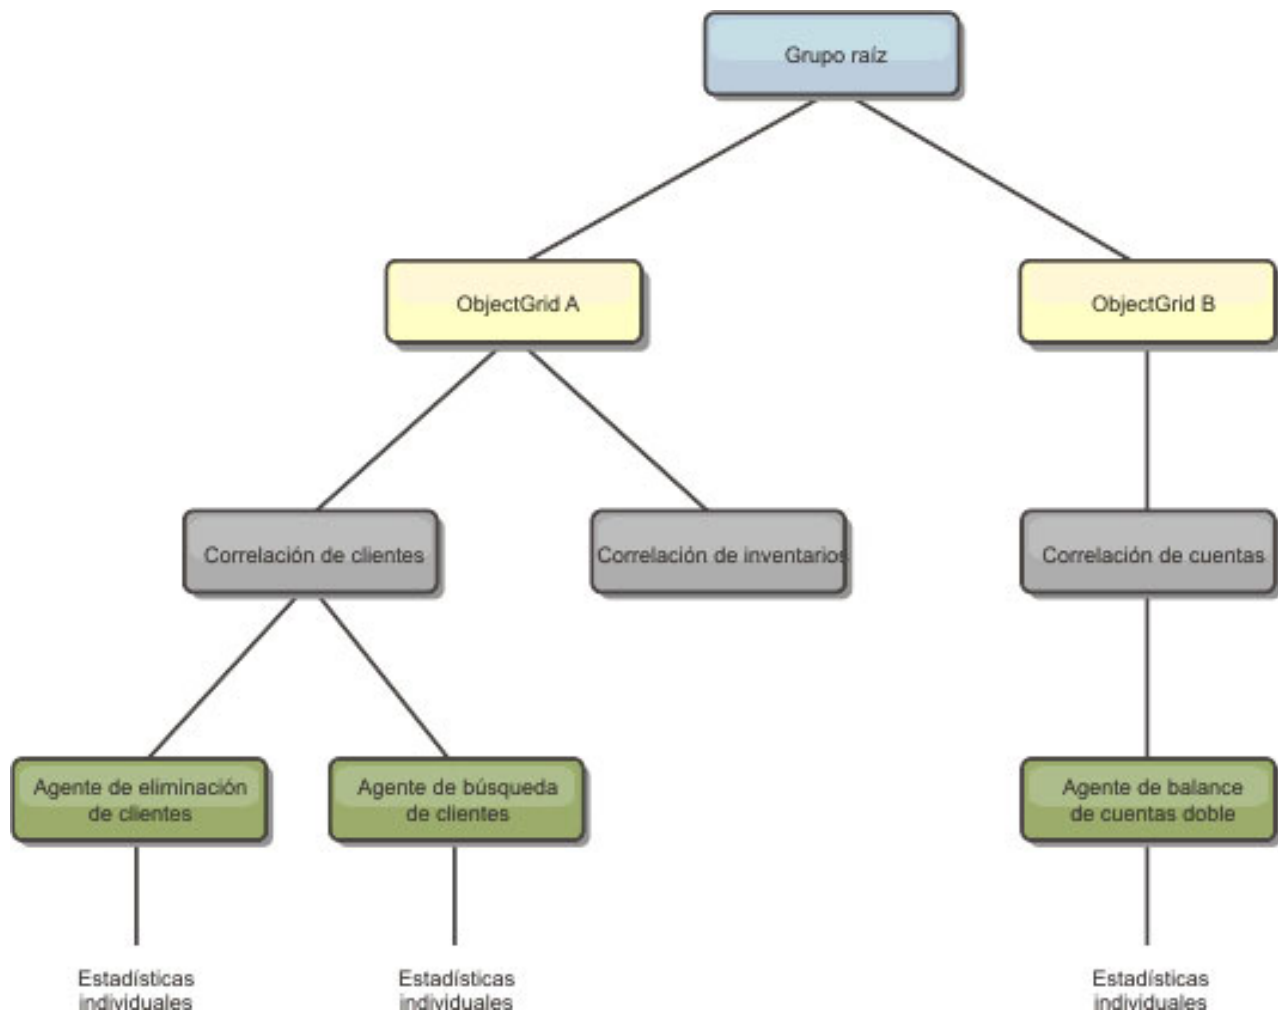 Grupo raíz
ObjectGrid A
ObjectGrid B
Correlación de clientes
Correlación de inventarios
Correlación de cuentas
Agente de eliminación
de clientes
Agente de búsqueda
de clientes
Agente de balance
de cuentas doble
Estadísticas
individuales
Estadísticas
individuales
Estadísticas
individuales